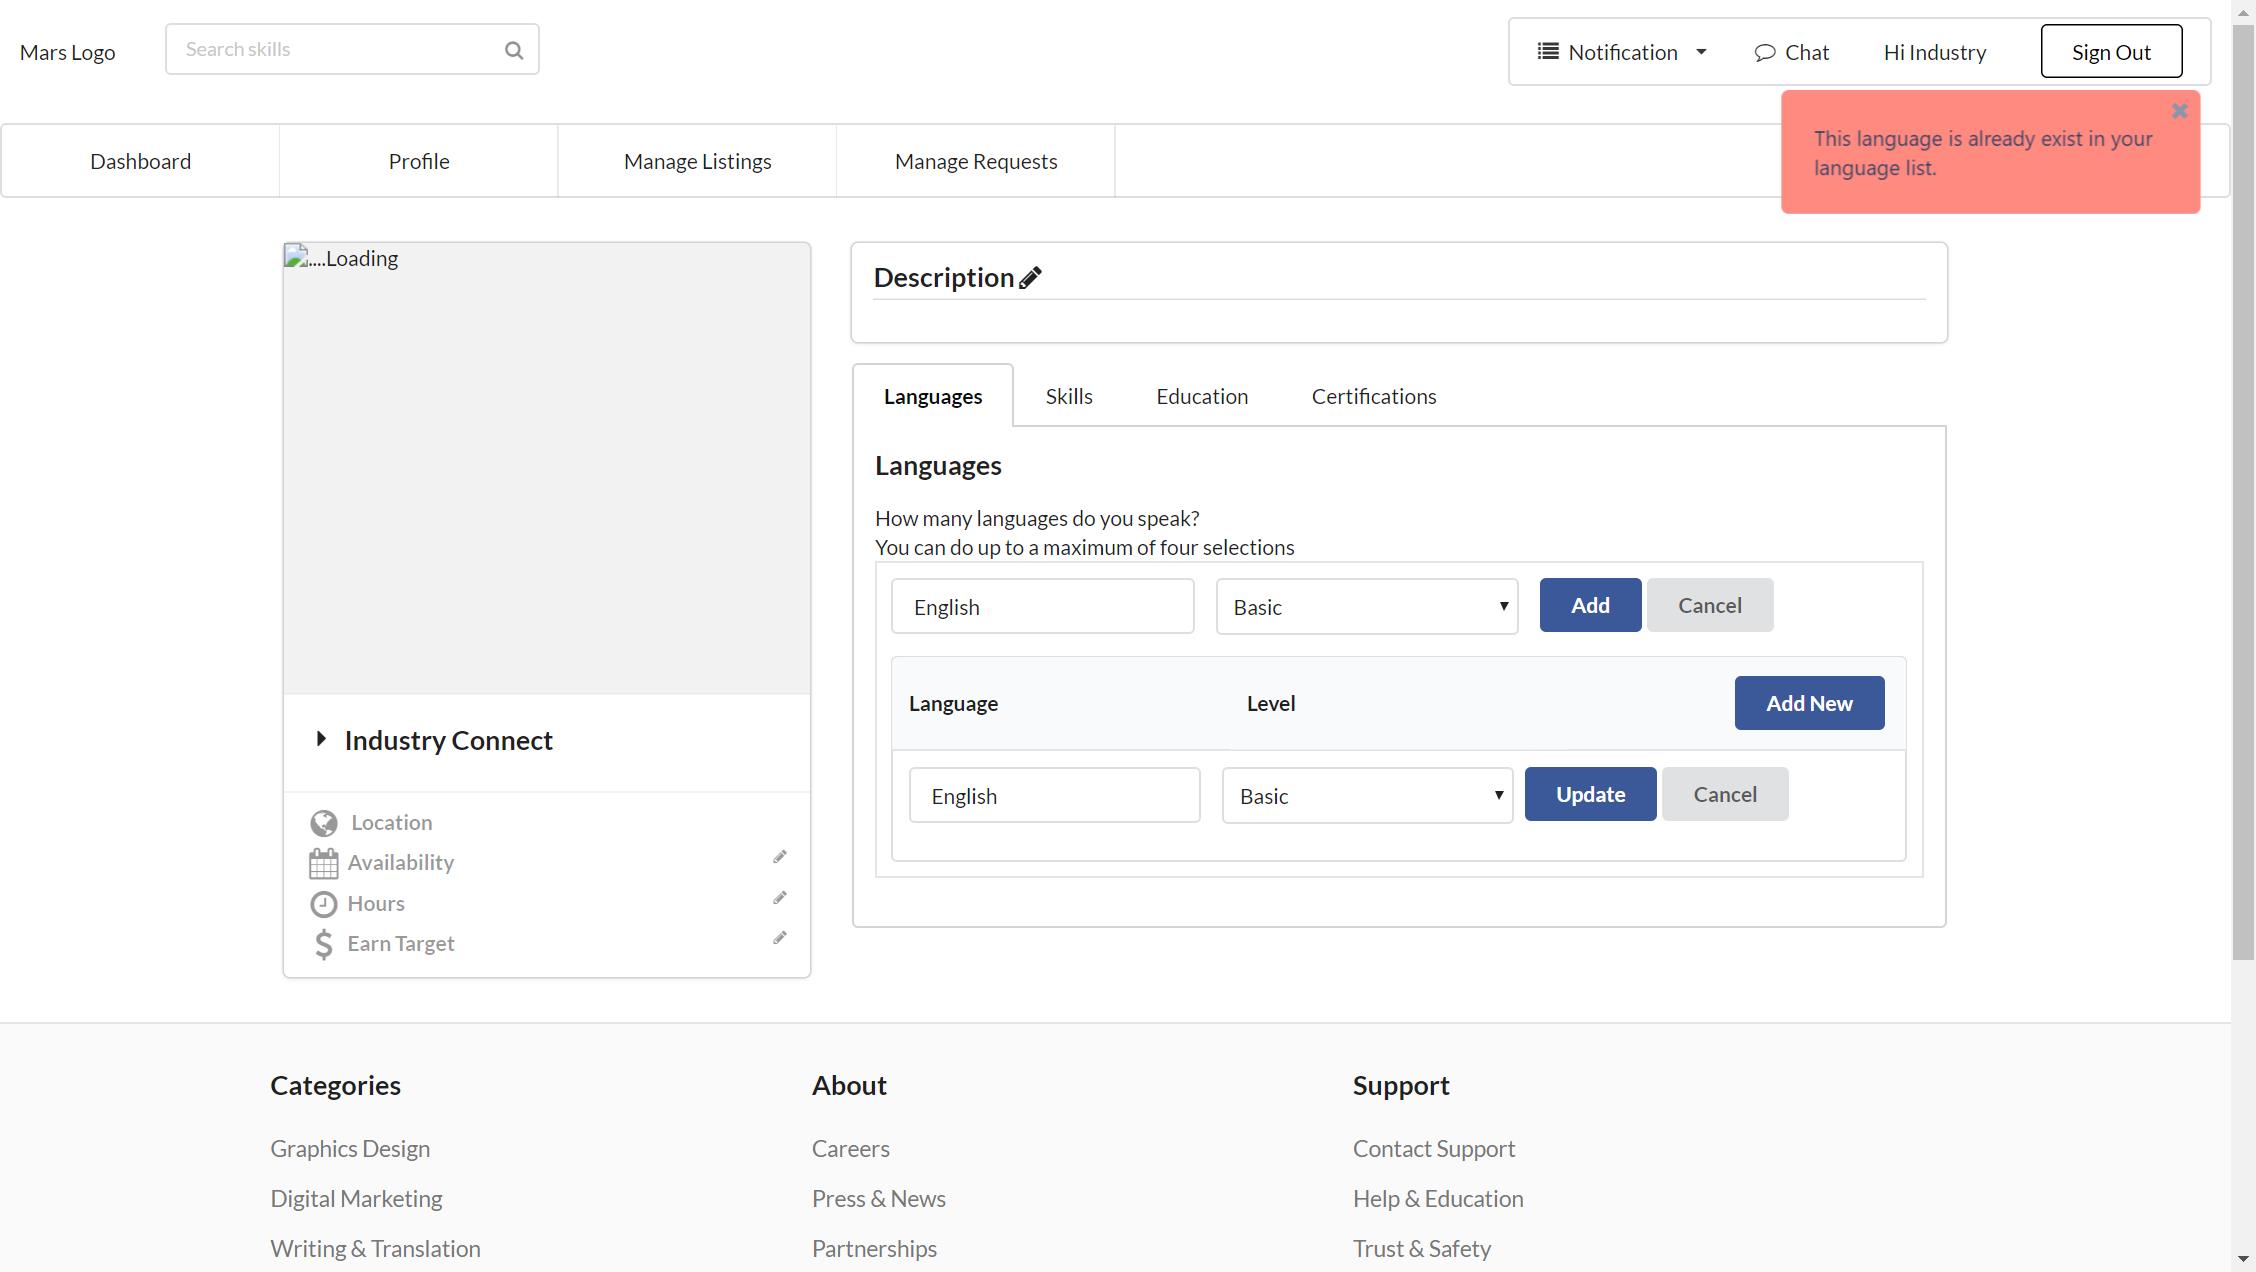 Mars Logo
Search skills
Notification
Chat
Hi Industry
Sign Out
This language is already exist in your
language list.
Dashboard
Profile
Manage Listings
Manage Requests
....Loading
Industry Connect
Location
Availability
Hours
Earn Target
Description
Languages
Skills
Education
Certifications
Languages
How many languages do you speak?
You can do up to a maximum of four selections
English
Basic
Add
Cancel
Language
Level
Add New
English
Basic
Update
Cancel
Categories
Graphics Design
Digital Marketing
Writing & Translation
About
Careers
Press & News
Partnerships
Support
Contact Support
Help & Education
Trust & Safety